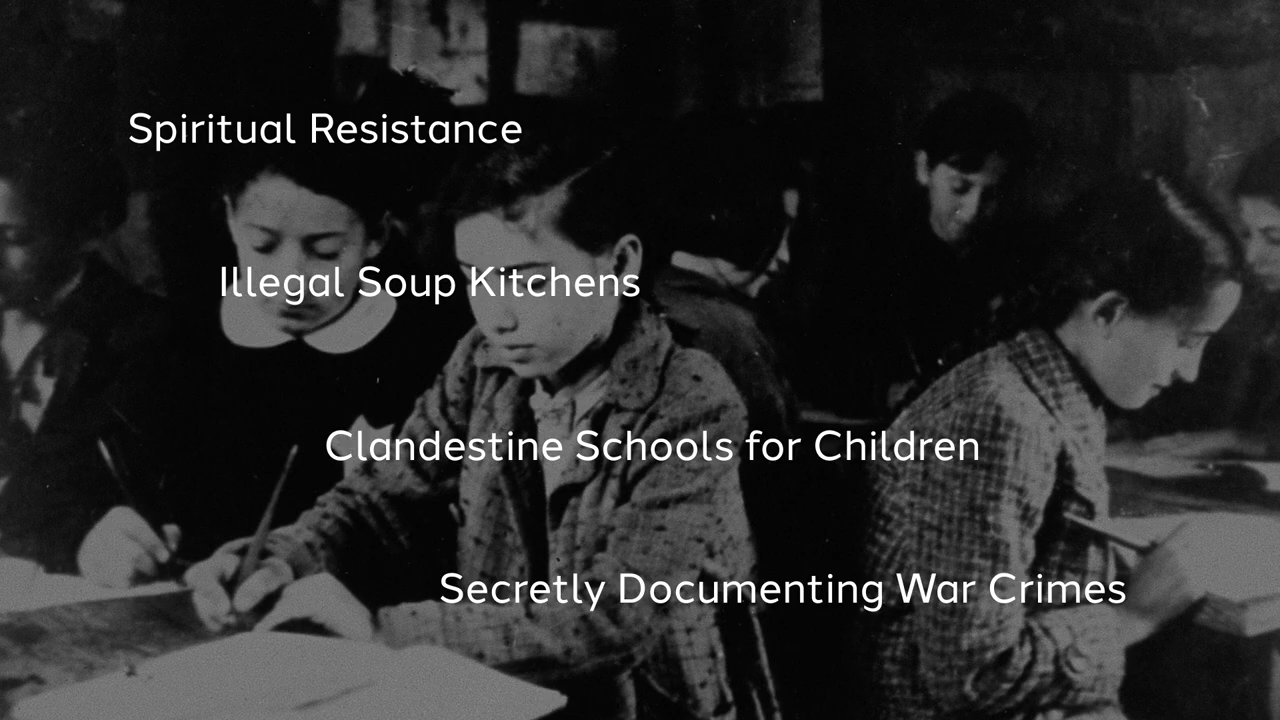 Spiritual Resistance
Illegal Soup Kitchens
Clandestine Schools for Children
Secretly Documenting War Crimes